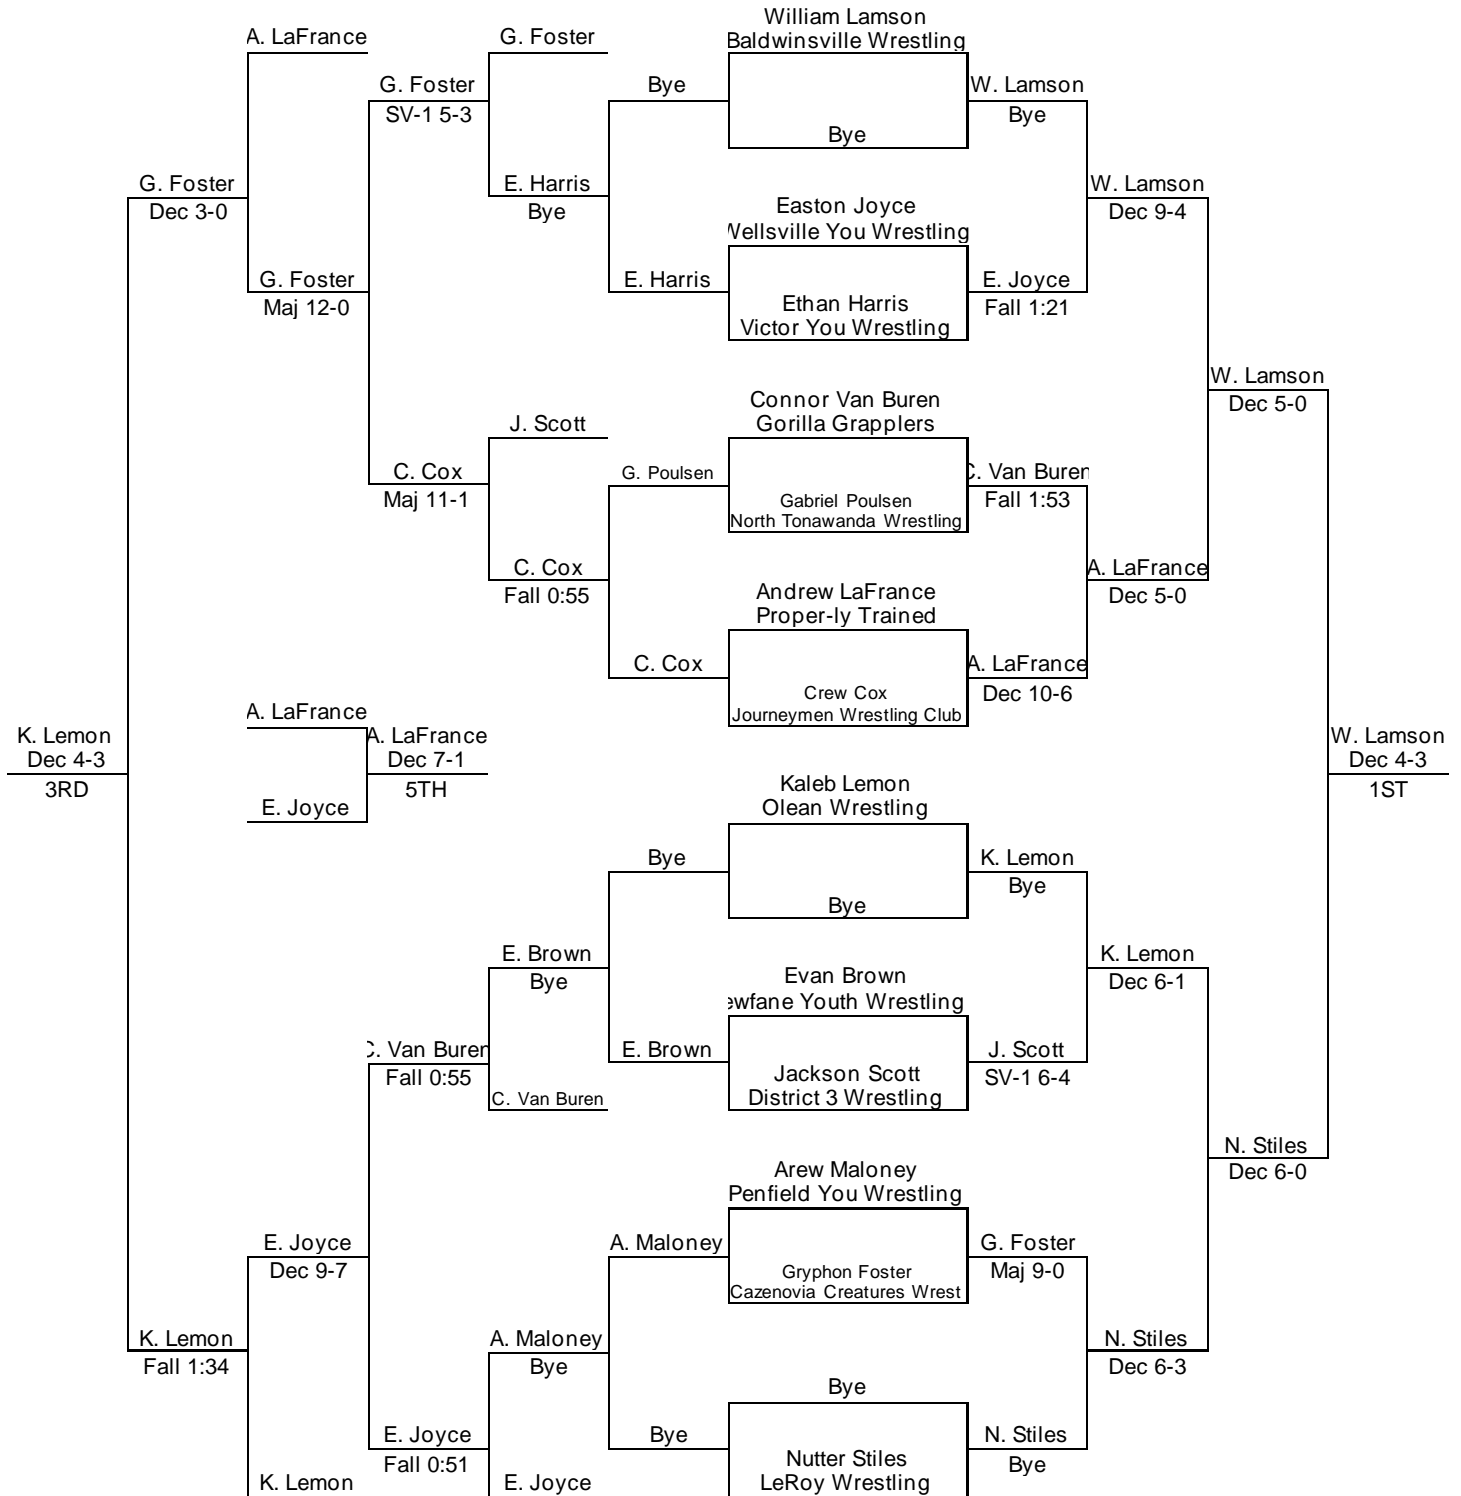 William Lamson
Baldwinsville Wrestling
A. LaFrance
G. Foster
G. Foster
SV-1 5-3
Bye
W. Lamson
Bye
Bye
G. Foster
Dec 3-0
E. Harris
Bye
W. Lamson
Dec 9-4
Easton Joyce
Wellsville You Wrestling
G. Foster
Maj 12-0
E. Harris
E. Joyce
Fall 1:21
Ethan Harris
Victor You Wrestling
W. Lamson
Dec 5-0
Connor Van Buren
Gorilla Grapplers
J. Scott
C. Cox
Maj 11-1
G. Poulsen
C. Van Buren
Fall 1:53
Gabriel Poulsen
North Tonawanda Wrestling
C. Cox
Fall 0:55
A. LaFrance
Dec 5-0
Andrew LaFrance
Proper-ly Trained
C. Cox
A. LaFrance
Dec 10-6
Crew Cox
Journeymen Wrestling Club
A. LaFrance
K. Lemon
Dec 4-3
3RD
A. LaFrance
Dec 7-1
5TH
E. Joyce
W. Lamson
Dec 4-3
1ST
Kaleb Lemon
Olean Wrestling
Bye
K. Lemon
Bye
Bye
E. Brown
Bye
K. Lemon
Dec 6-1
Evan Brown
ewfane Youth Wrestling
C. Van Buren
Fall 0:55
E. Brown
J. Scott
SV-1 6-4
Jackson Scott
District 3 Wrestling
C. Van Buren
N. Stiles
Dec 6-0
Arew Maloney
Penfield You Wrestling
E. Joyce
Dec 9-7
A. Maloney
G. Foster
Maj 9-0
Gryphon Foster
Cazenovia Creatures Wrest
K. Lemon
Fall 1:34
A. Maloney
Bye
N. Stiles
Dec 6-3
Bye
E. Joyce
Fall 0:51
Bye
N. Stiles
Bye
Nutter Stiles
LeRoy Wrestling
K. Lemon
E. Joyce